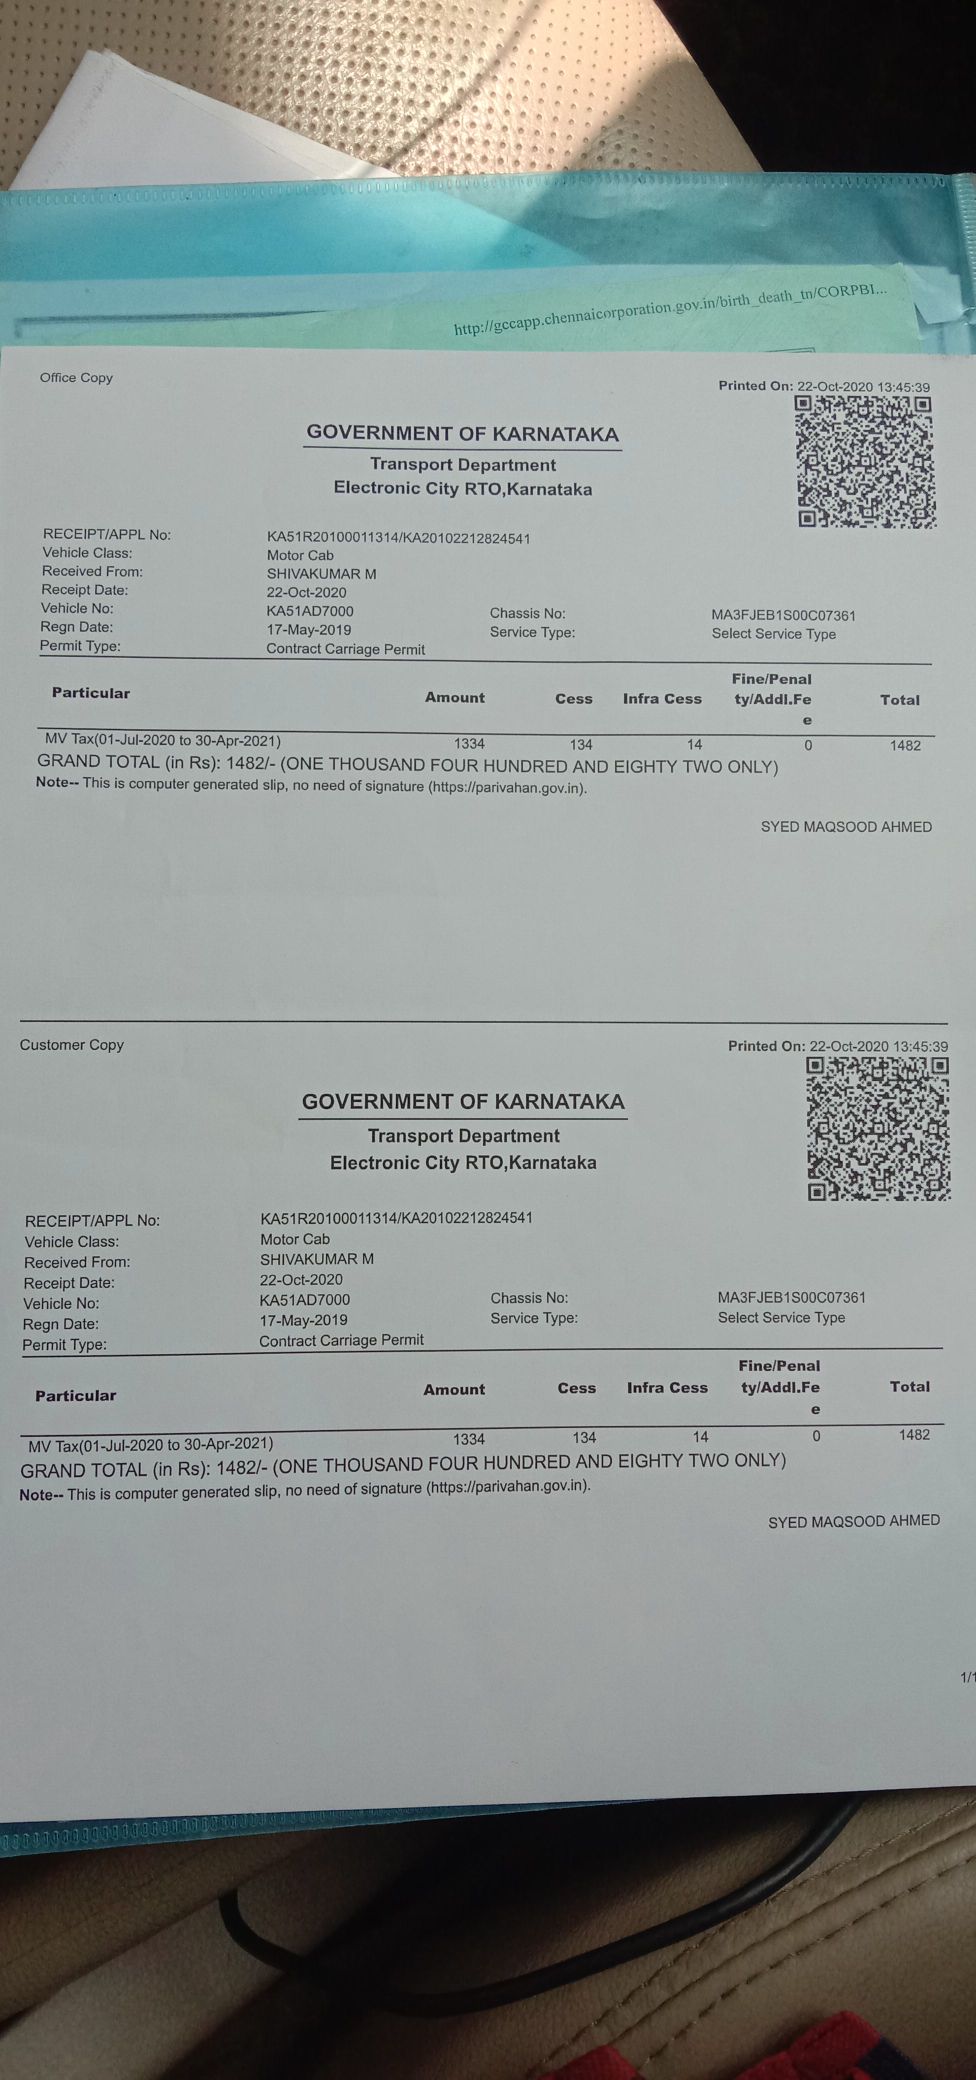 http://gccapp.chennaicorporation.gov.in/birth_death_tn/CORPBI...
Office Copy
Printed On: 22-Oct-2020 13:45:39
GOVERNMENT OF KARNATAKA
Transport Department
Electronic City RTO,Karnataka
RECEIPT/APPL No: KA51R20100011314/KA20102212824541
Vehicle Class: Motor Cab
Received From: SHIVAKUMAR M
Receipt Date: 22-Oct-2020
Vehicle No: KA51AD7000 Chassis No: MA3FJEB1S00C07361
Regn Date: 17-May-2019 Service Type: Select Service Type
Permit Type: Contract Carriage Permit
Particular Amount Cess Infra Cess Fine/Penal
ty/Addl.Fe
e Total
MV Tax(01-Jul-2020 to 30-Apr-2021) 1334 134 14 0 1482
GRAND TOTAL (in Rs): 1482/- (ONE THOUSAND FOUR HUNDRED AND EIGHTY TWO ONLY)
Note-- This is computer generated slip, no need of signature (https://parivahan.gov.in).
SYED MAQSOOD AHMED
Customer Copy
Printed On: 22-Oct-2020 13:45:39
GOVERNMENT OF KARNATAKA
Transport Department
Electronic City RTO,Karnataka
RECEIPT/APPL No: KA51R20100011314/KA20102212824541
Vehicle Class: Motor Cab
Received From: SHIVAKUMAR M
Receipt Date: 22-Oct-2020
Vehicle No: KA51AD7000 Chassis No: MA3FJEB1S00C07361
Regn Date: 17-May-2019 Service Type: Select Service Type
Permit Type: Contract Carriage Permit
Particular Amount Cess Infra Cess Fine/Penal
ty/Addl.Fe
e Total
MV Tax(01-Jul-2020 to 30-Apr-2021) 1334 134 14 0 1482
GRAND TOTAL (in Rs): 1482/- (ONE THOUSAND FOUR HUNDRED AND EIGHTY TWO ONLY)
Note-- This is computer generated slip, no need of signature (https://parivahan.gov.in).
SYED MAQSOOD AHMED
1/1